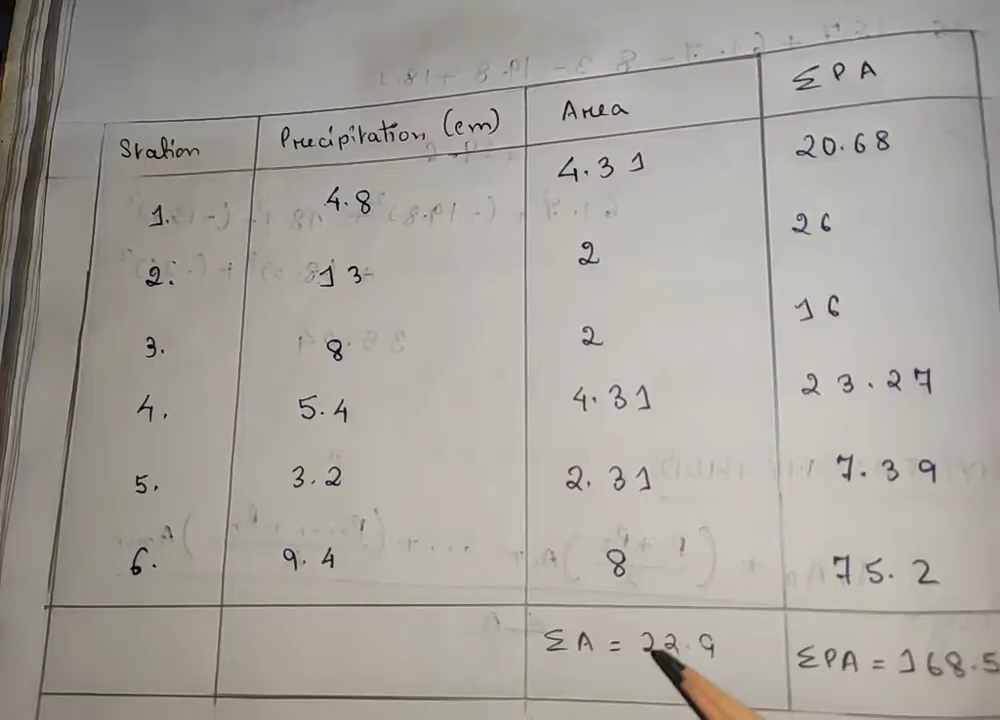 Station Precipitation (cm) Area ΣPA
1. 4.8 4.31 20.68
2. 13 2 26
3. 8 2 16
4. 5.4 4.31 23.27
5. 3.2 2.31 7.39
6. 9.4 8 75.2
ΣA = 22.9 ΣPA = 168.5